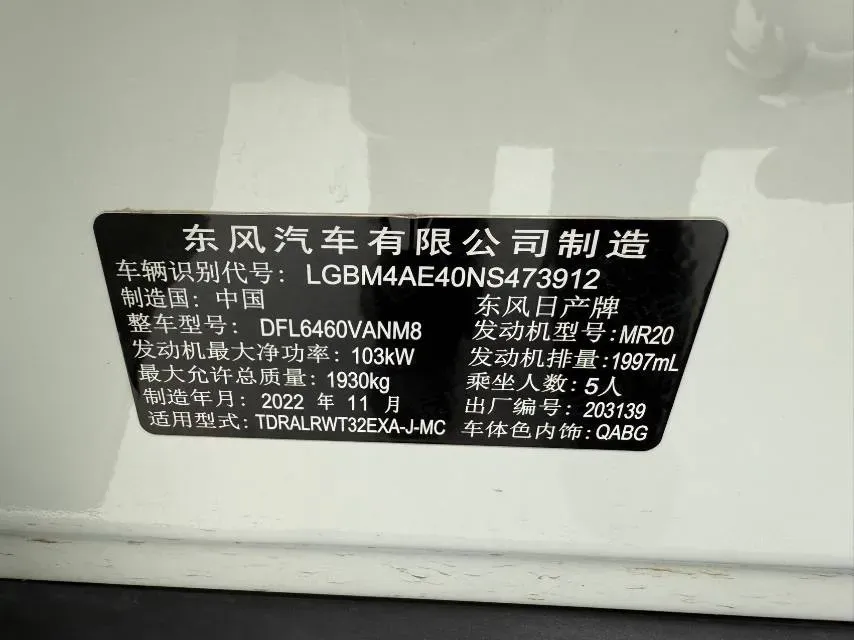 东风汽车有限公司制造
车辆识别代号: LGBM4AE40NS473912
制造国: 中国 东风日产牌
整车型号: DFL6460VANM8 发动机型号:MR20
发动机最大净功率: 103kW 发动机排量:1997mL
最大允许总质量: 1930kg 乘坐人数: 5人
制造年月: 2022 年 11 月 出厂编号: 203139
适用型式: TDRALRWT32EXA-J-MC 车体色内饰:QABG